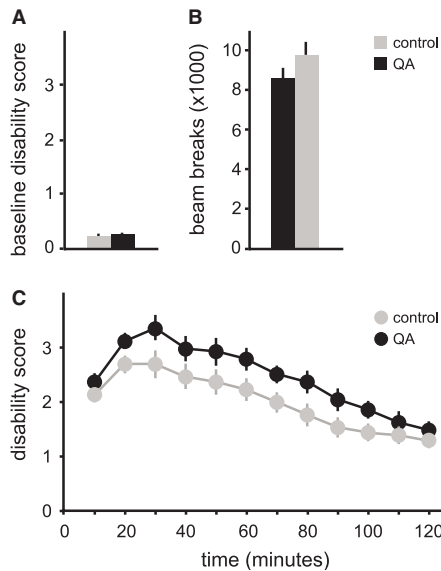 A
baseline disability score
3
2
1
0
B
beam breaks (x1000)
10
8
6
4
2
0
control
QA
C
disability score
3
2
1
0
control
QA
0 20 40 60 80 100 120
time (minutes)